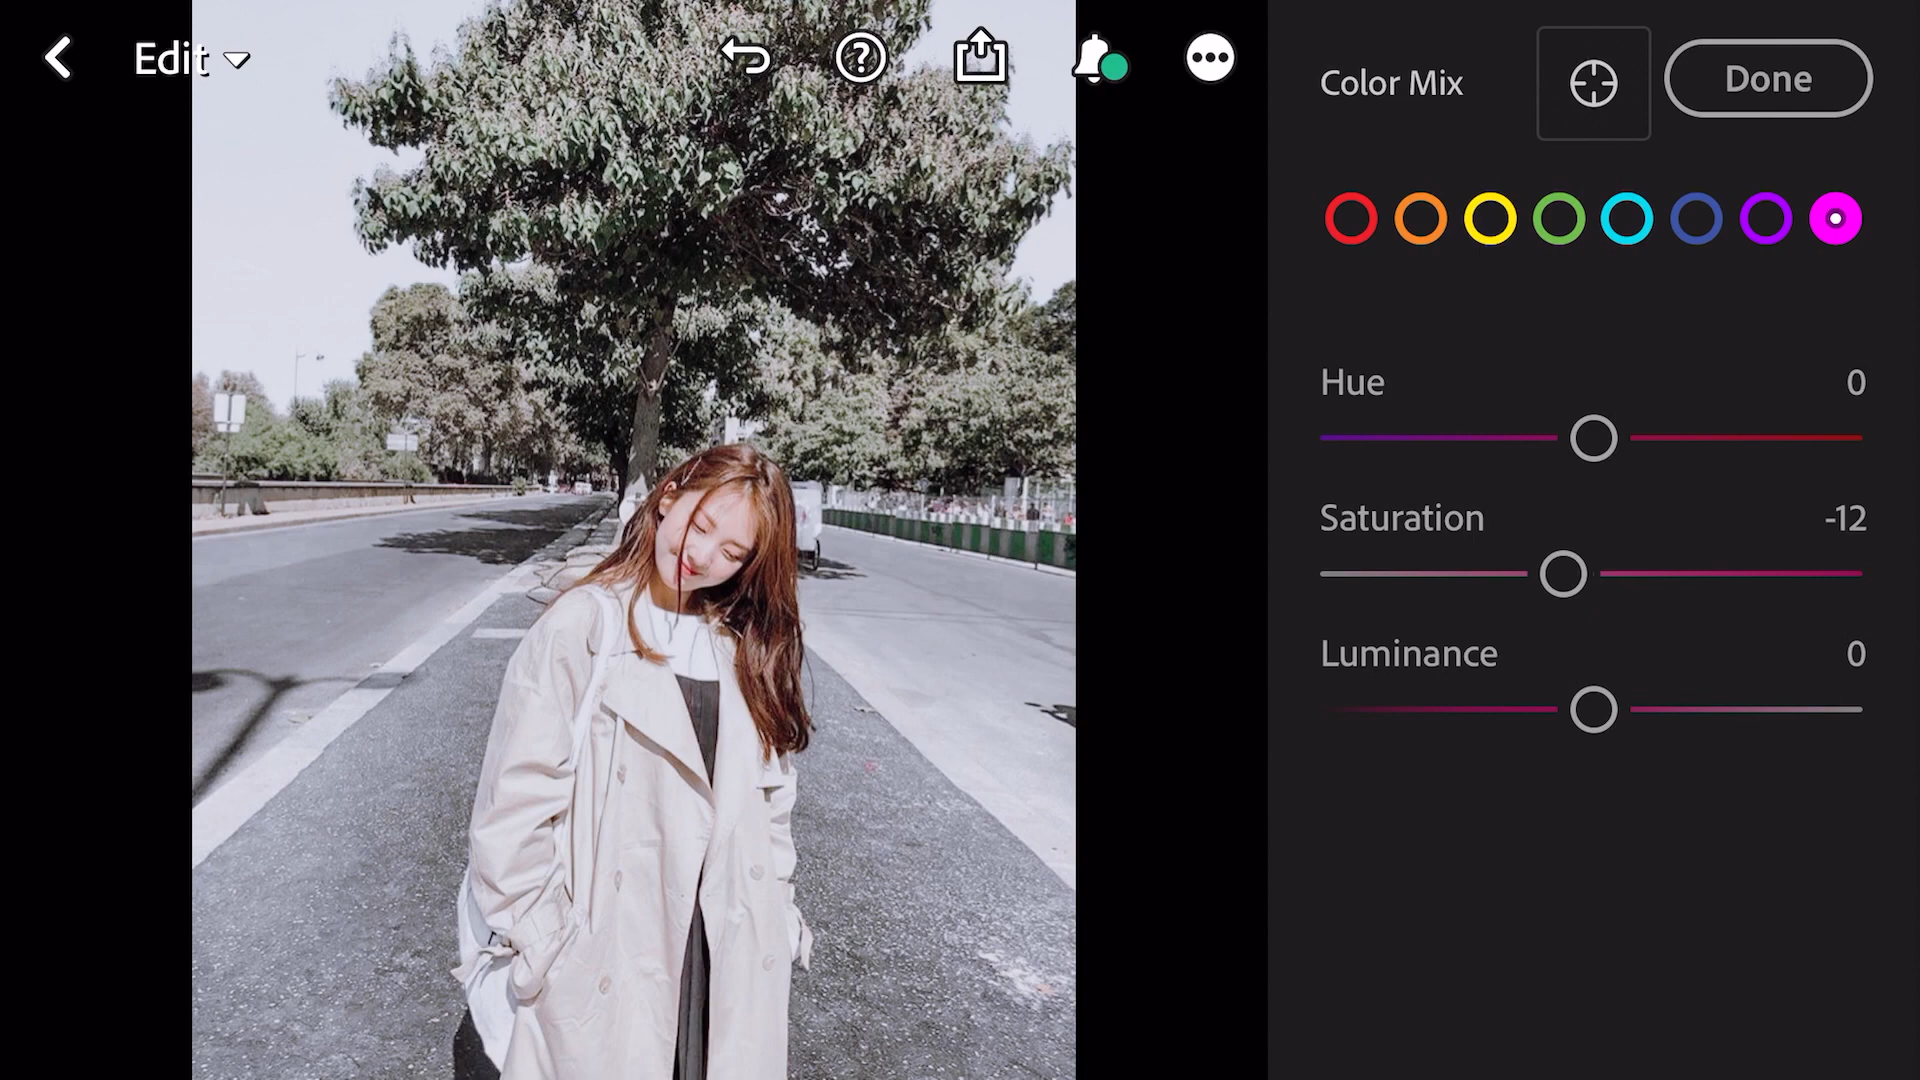 Edit
?
Color Mix
Done
Hue 0
Saturation -12
Luminance 0